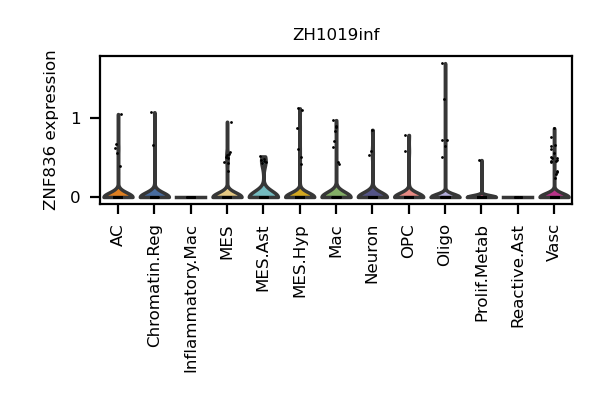 ZH1019inf
ZNF836 expression
1
0
AC
Chromatin.Reg
Inflammatory.Mac
MES
MES.Ast
MES.Hyp
Mac
Neuron
OPC
Oligo
Prolif.Metab
Reactive.Ast
Vasc